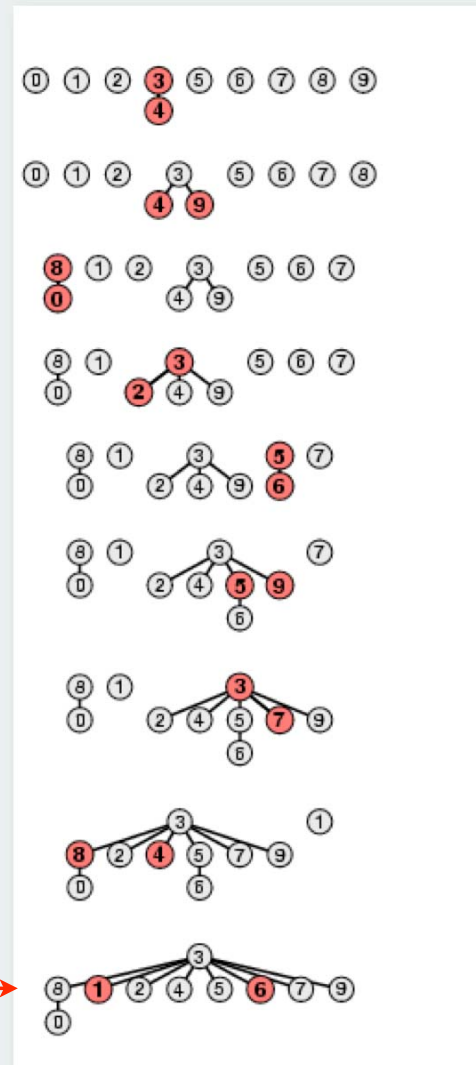 0 1 2 3 5 6 7 8 9
4
0 1 2 3 5 6 7 8
4 9
8 1 2 3 5 6 7
0 4 9
8 1 3 5 6 7
0 2 4 9
8 1 3 5 7
0 2 4 9 6
8 1 3 7
0 2 4 5 9
6
8 1 3
0 2 4 5 7 9
6
3 1
8 2 4 5 7 9
0 6
3
8 1 2 4 5 6 7 9
0